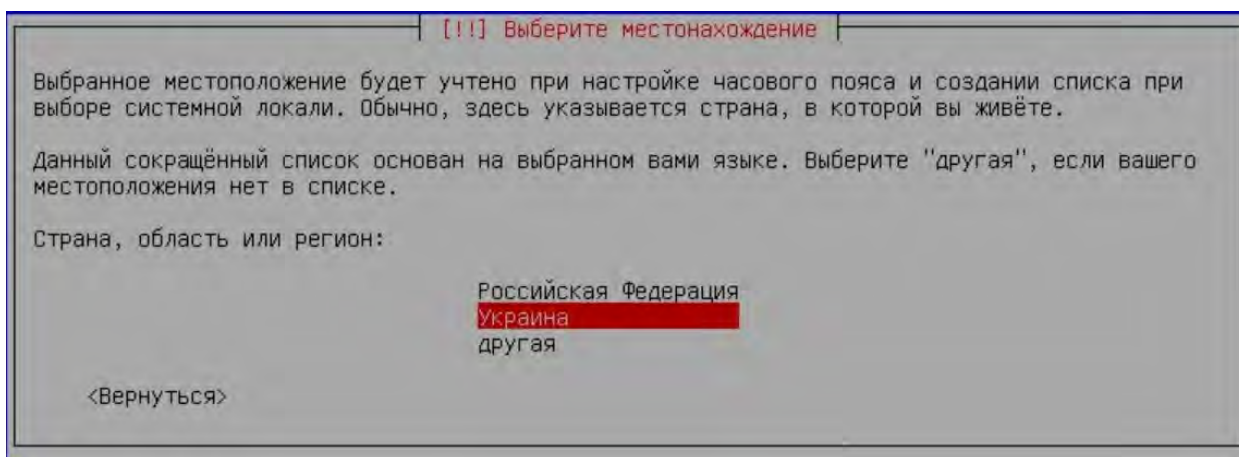 [!!] Выберите местонахождение
Выбранное местоположение будет учтено при настройке часового пояса и создании списка при
выборе системной локали. Обычно, здесь указывается страна, в которой вы живёте.
Данный сокращённый список основан на выбранном вами языке. Выберите "другая", если вашего
местоположения нет в списке.
Страна, область или регион:
Российская Федерация
Украина
другая
<Вернуться>